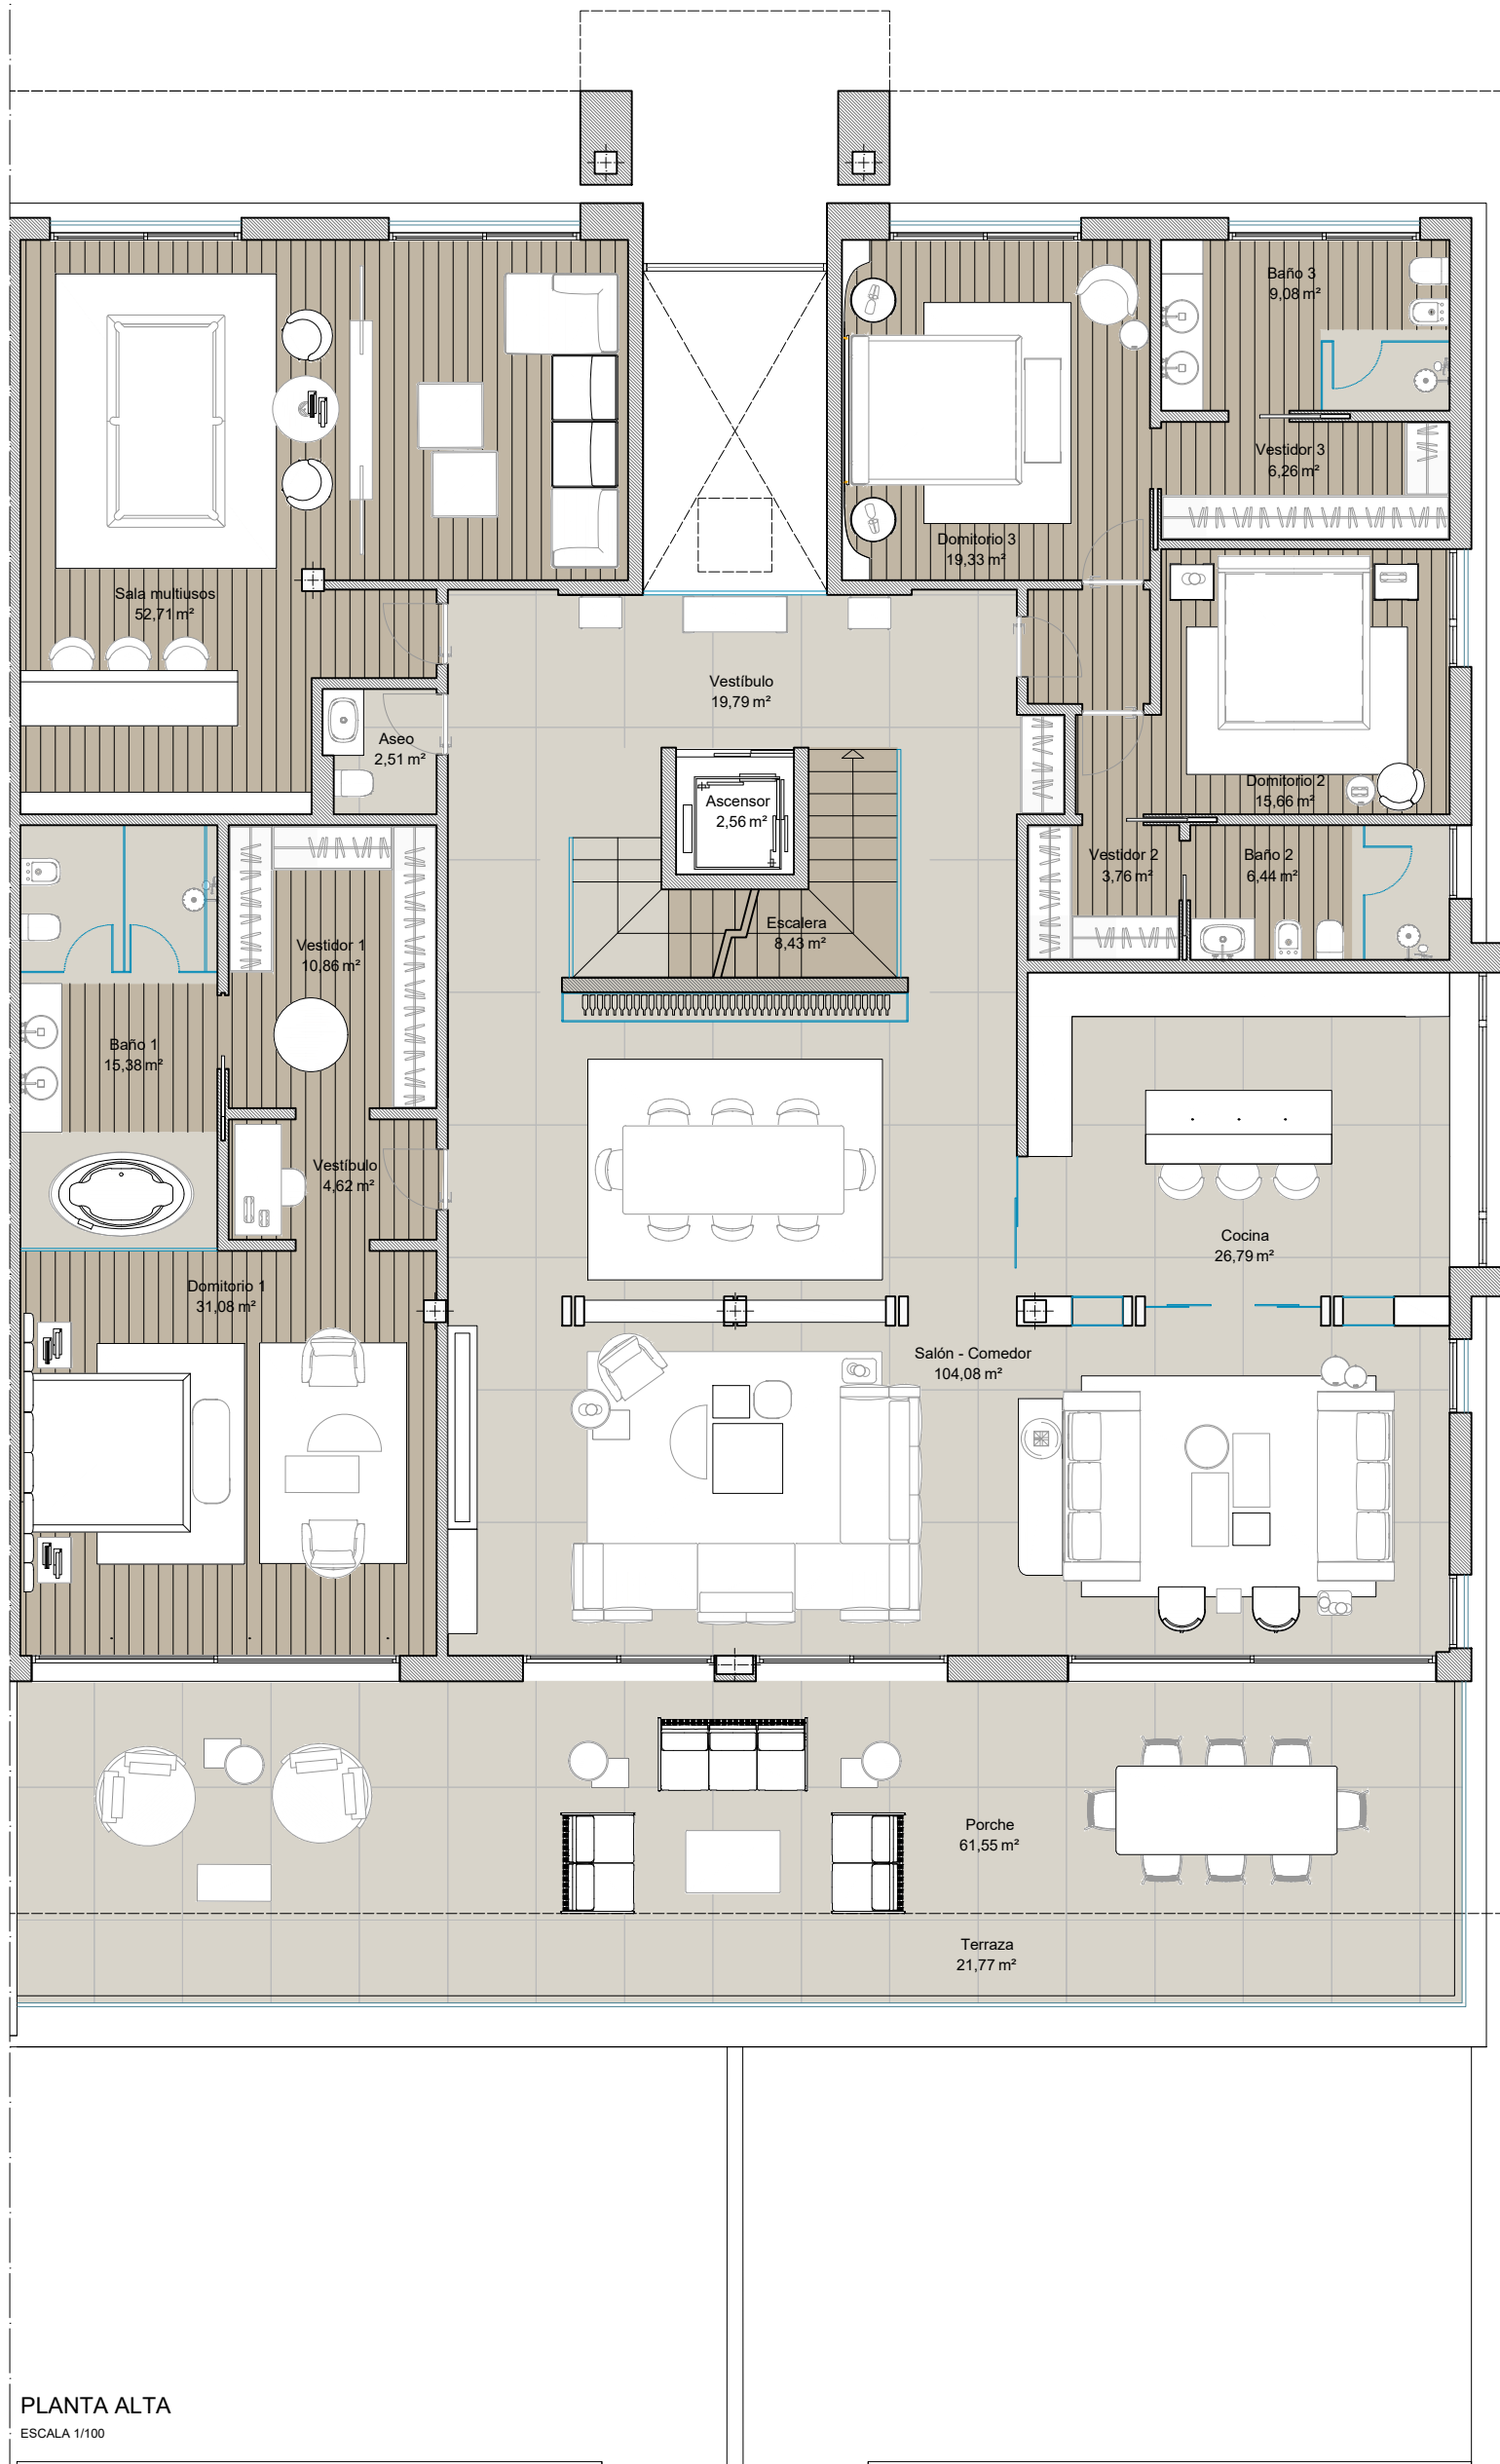 Baño 3
9,08 m²
Vestidor 3
6,26 m²
Domitorio 3
19,33 m²
Sala multiusos
52,71 m²
Vestíbulo
19,79 m²
Aseo
2,51 m²
Ascensor
2,56 m²
Domitorio 2
15,66 m²
Vestidor 2
3,76 m²
Baño 2
6,44 m²
Escalera
8,43 m²
Vestidor 1
10,86 m²
Baño 1
15,38 m²
Vestíbulo
4,62 m²
Cocina
26,79 m²
Domitorio 1
31,08 m²
Salón - Comedor
104,08 m²
Porche
61,55 m²
Terraza
21,77 m²
PLANTA ALTA
ESCALA 1/100